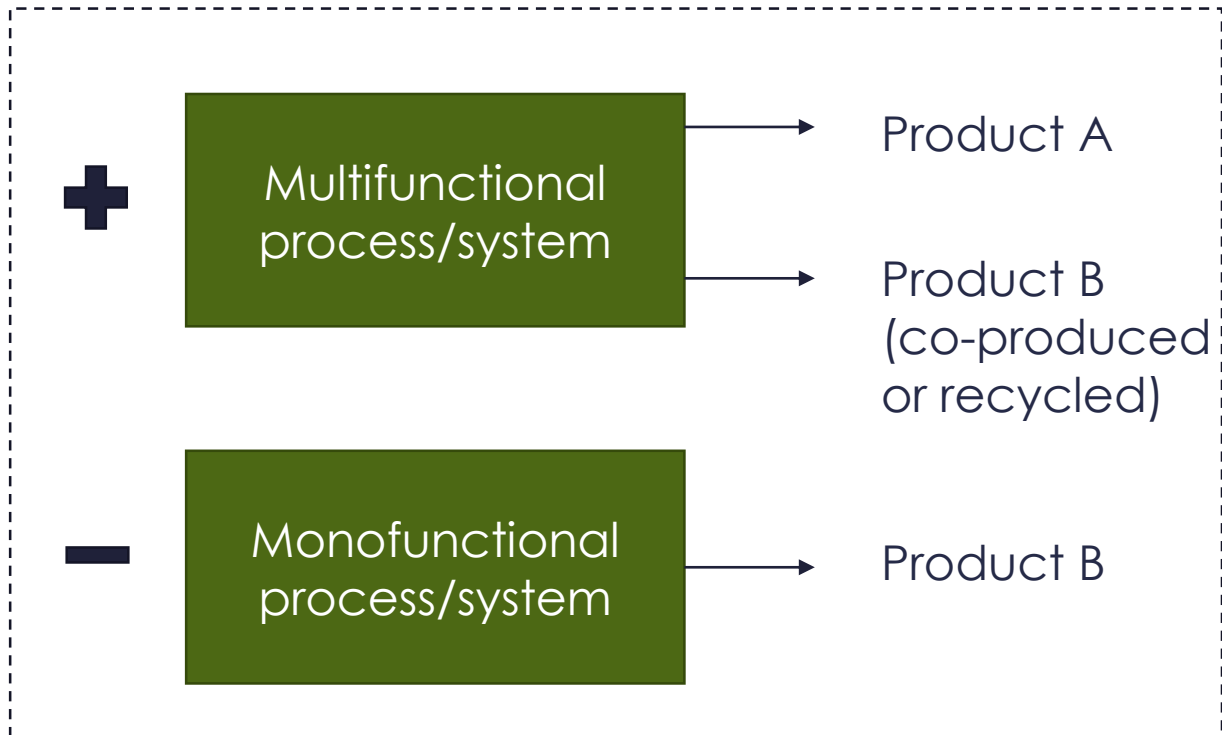 Multifunctional
process/system
Product A
Product B
(co-produced
or recycled)
Monofunctional
process/system
Product B